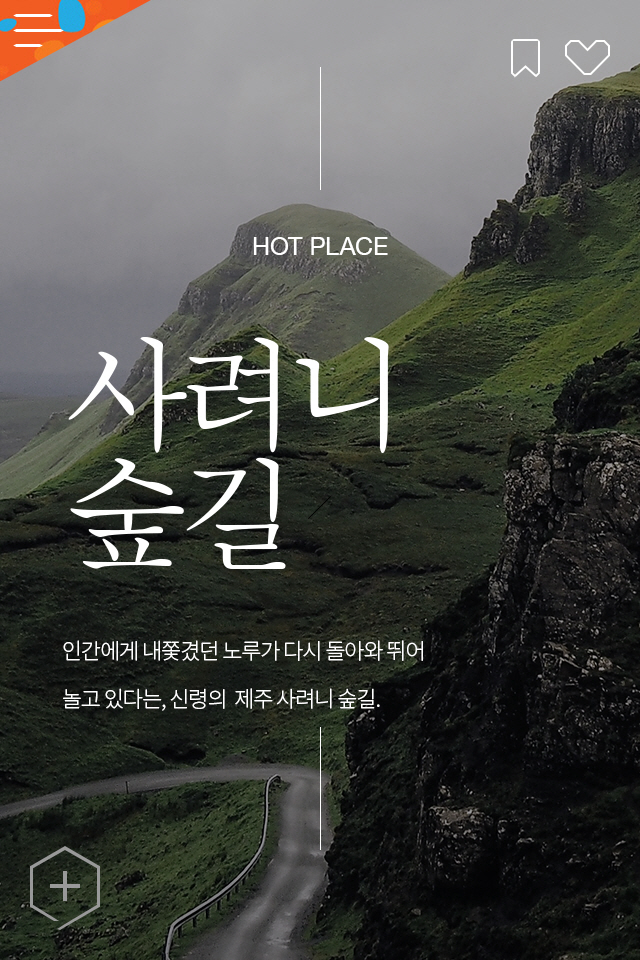 HOT PLACE
사려니
숲길
인간에게 내쫓겼던 노루가 다시 돌아와 뛰어
놀고 있다는, 신령의 제주 사려니 숲길.